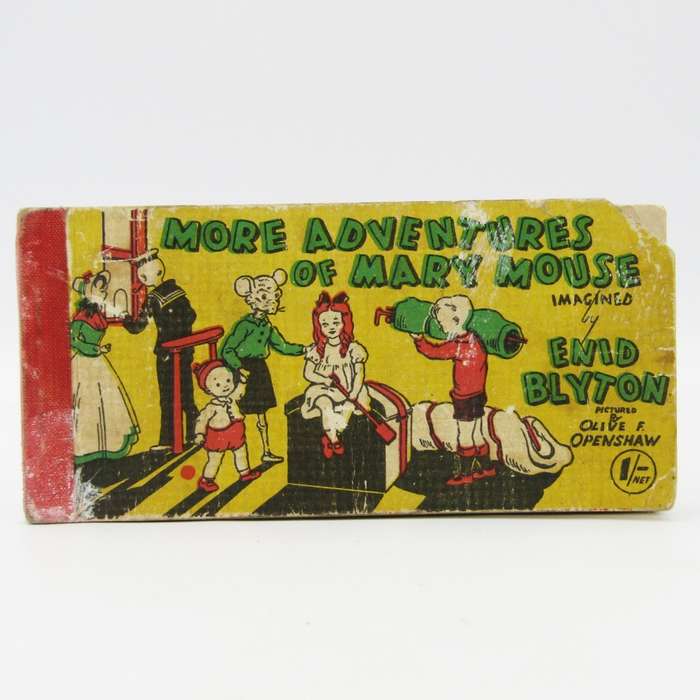 MORE ADVENTURES
OF MARY MOUSE
IMAGINED
by
ENID
BLYTON
PICTURED
by
OLIVE F.
OPENSHAW
1/-
NET